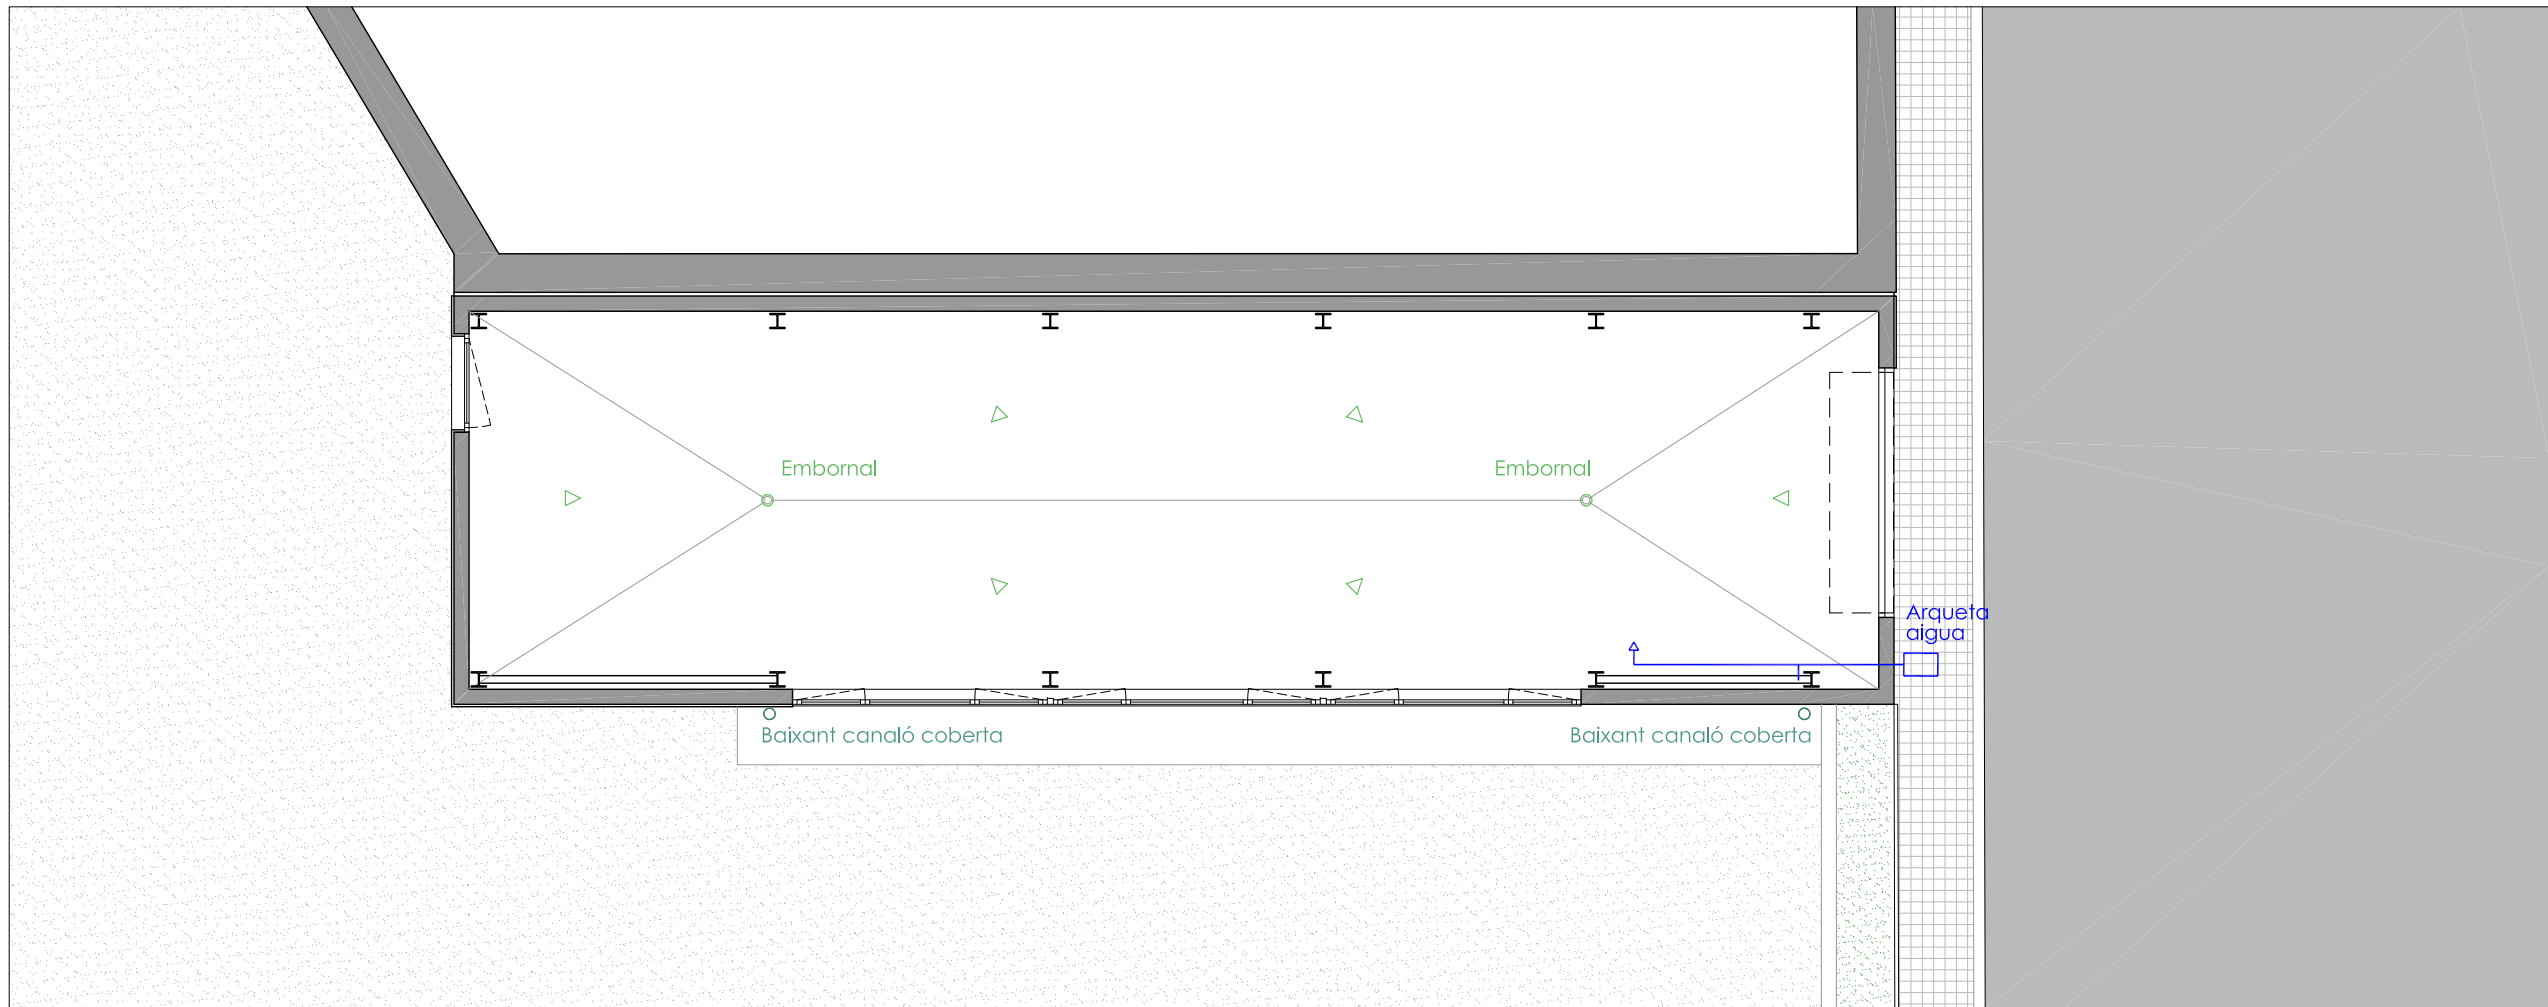 Embornal
Embornal
Arqueta
aigua
Baixant canaló coberta
Baixant canaló coberta